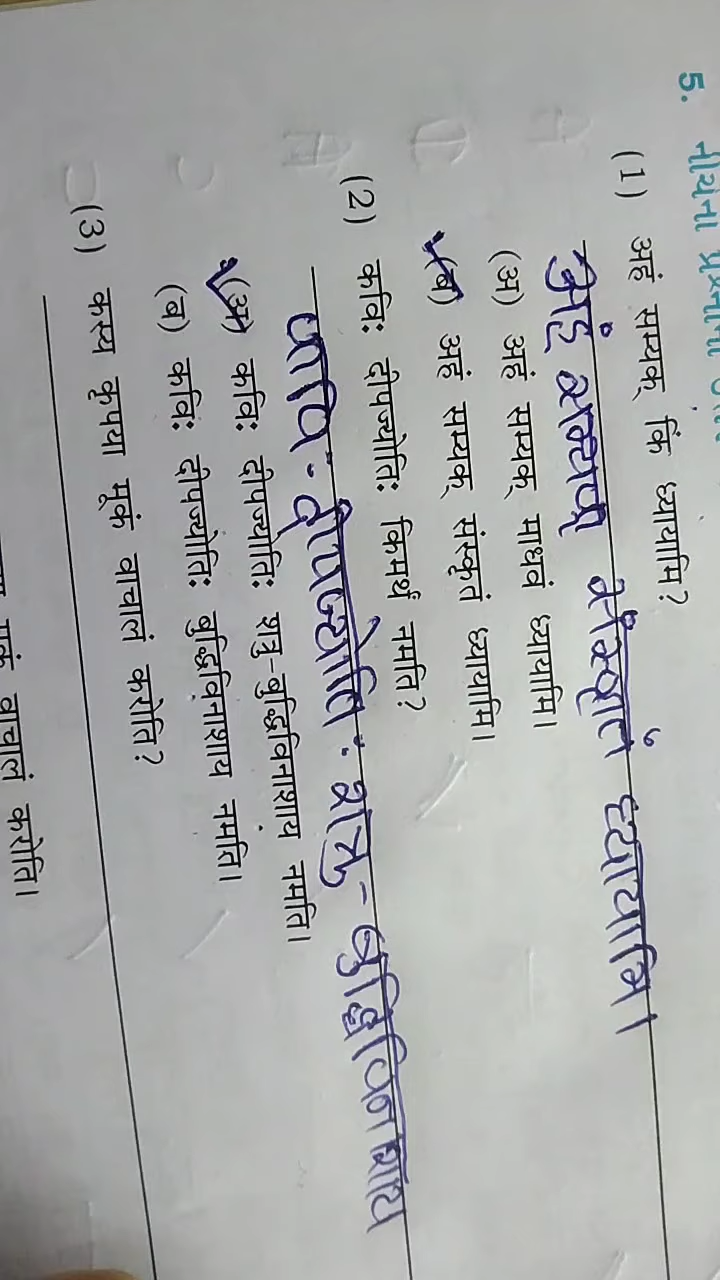 5. નીચેના પ્રશ્નોના
(1) अहं सम्यक् किं ध्यायामि?
अहं सम्यक् संस्कृतं ध्यायामि।
(अ) अहं सम्यक् माधवं ध्यायामि।
(ब) अहं सम्यक् संस्कृतं ध्यायामि।
(2) कविः दीपज्योतिः किमर्थं नमति?
कविः दीपज्योतिः शत्रु-बुद्धिविनाशाय
(अ) कविः दीपज्योतिः शत्रु-बुद्धिविनाशाय नमति।
(ब) कविः दीपज्योतिः बुद्धिविनाशाय नमति।
(3) कस्य कृपया मूकं वाचालं करोति?
मूकं वाचालं करोति।